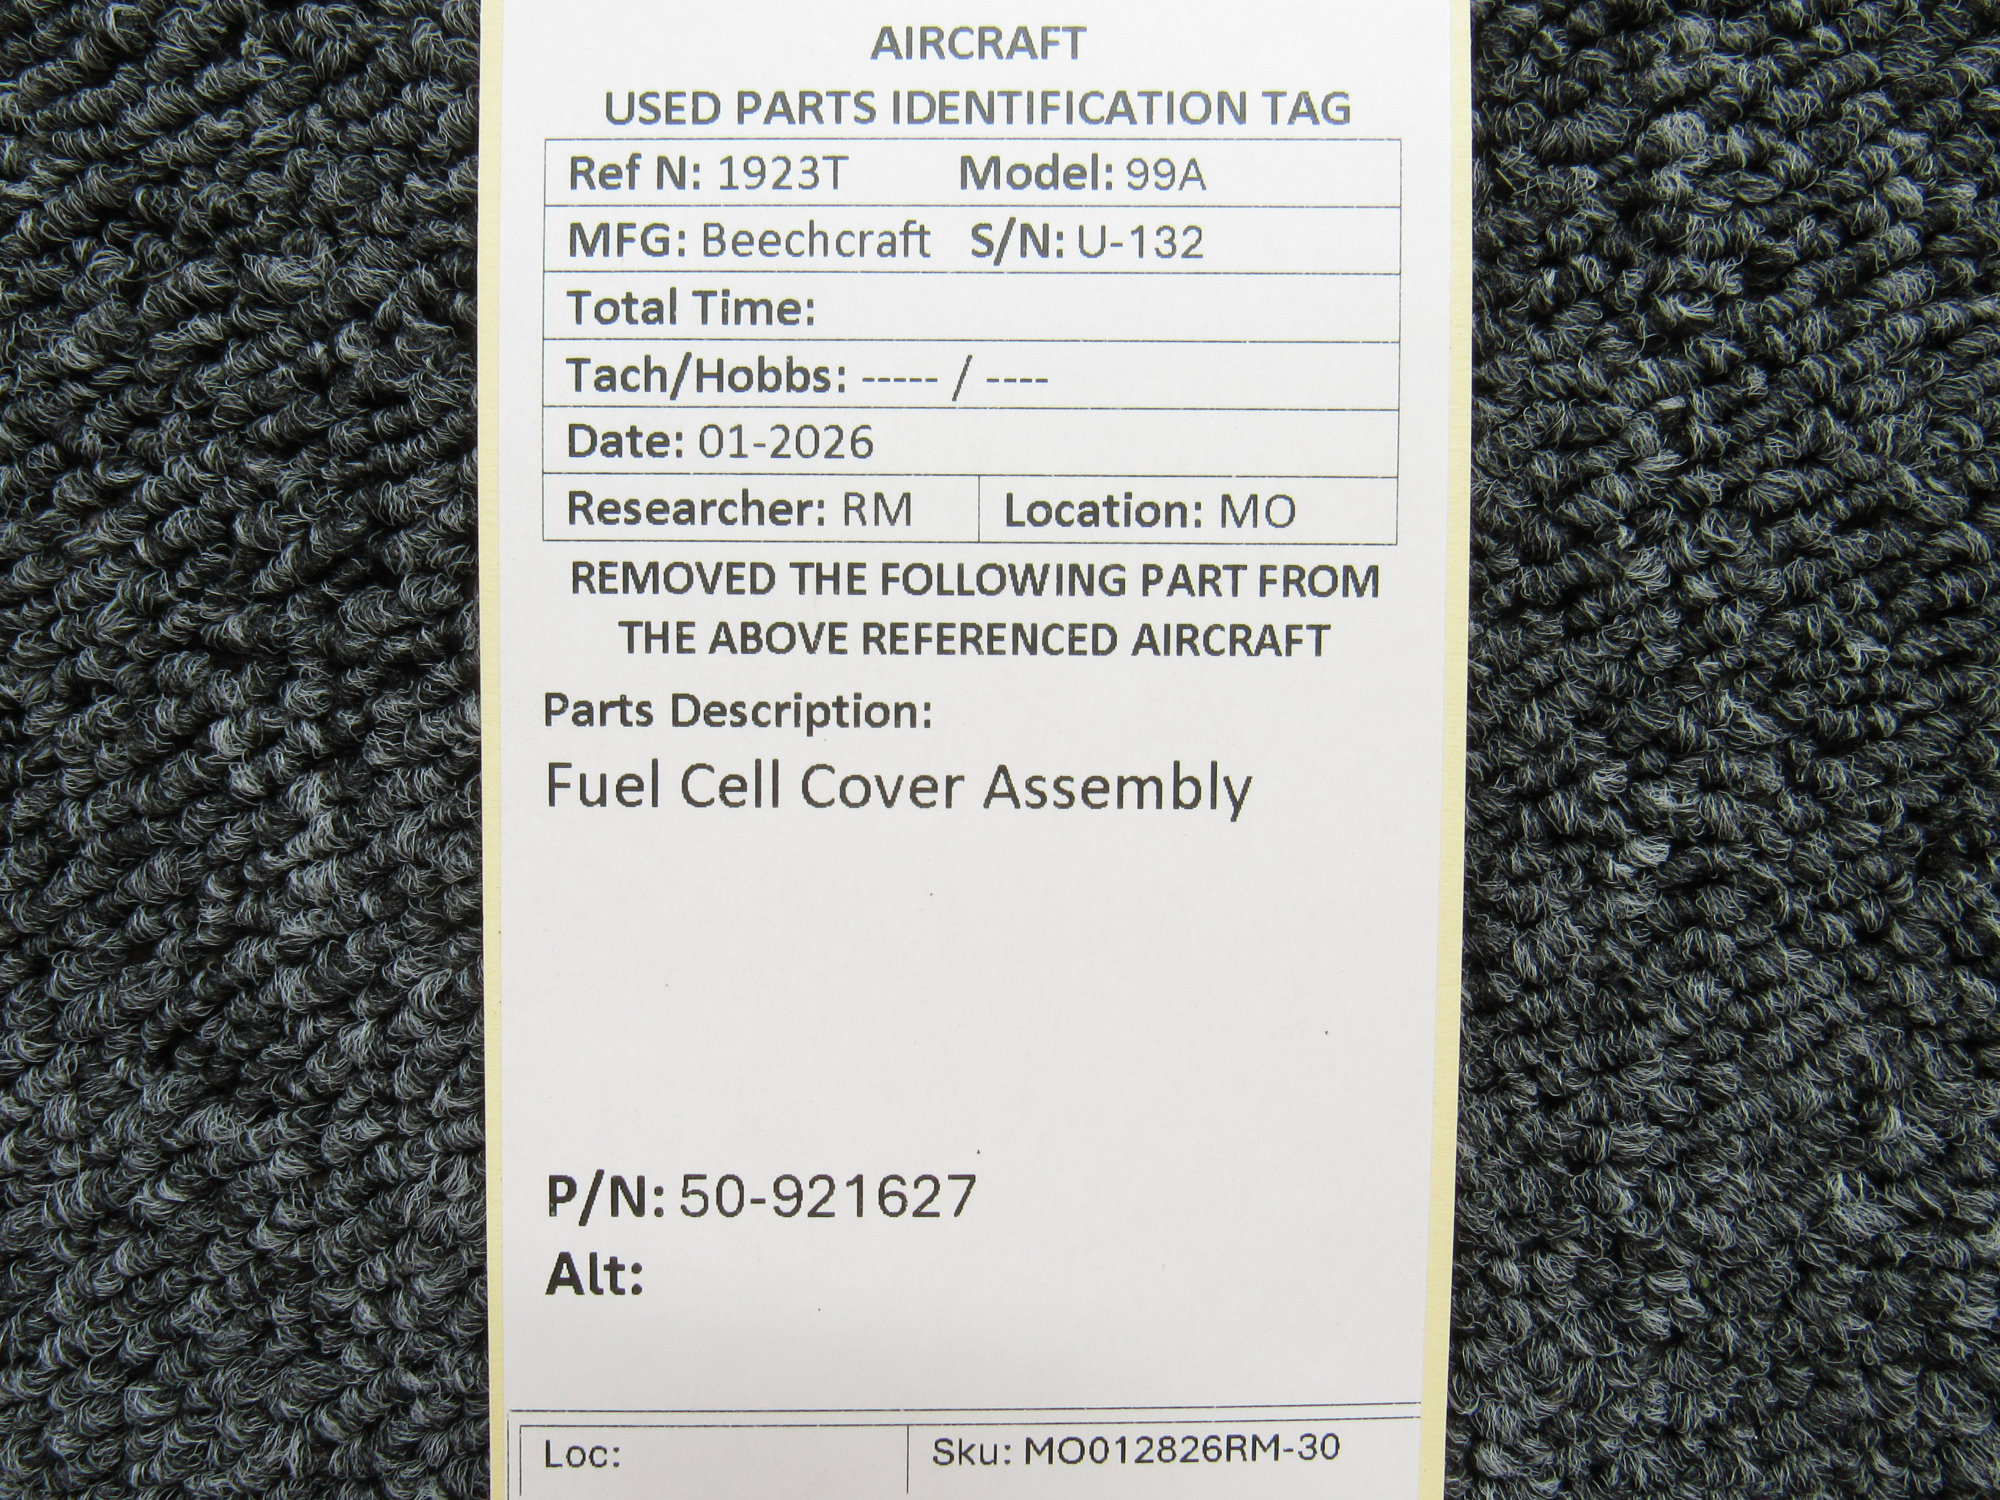 AIRCRAFT
USED PARTS IDENTIFICATION TAG
Ref N: 1923T Model: 99A
MFG: Beechcraft S/N: U-132
Total Time:
Tach/Hobbs: ----- / ----
Date: 01-2026
Researcher: RM Location: MO
REMOVED THE FOLLOWING PART FROM
THE ABOVE REFERENCED AIRCRAFT
Parts Description:
Fuel Cell Cover Assembly
P/N: 50-921627
Alt:
Loc: Sku: MO012826RM-30